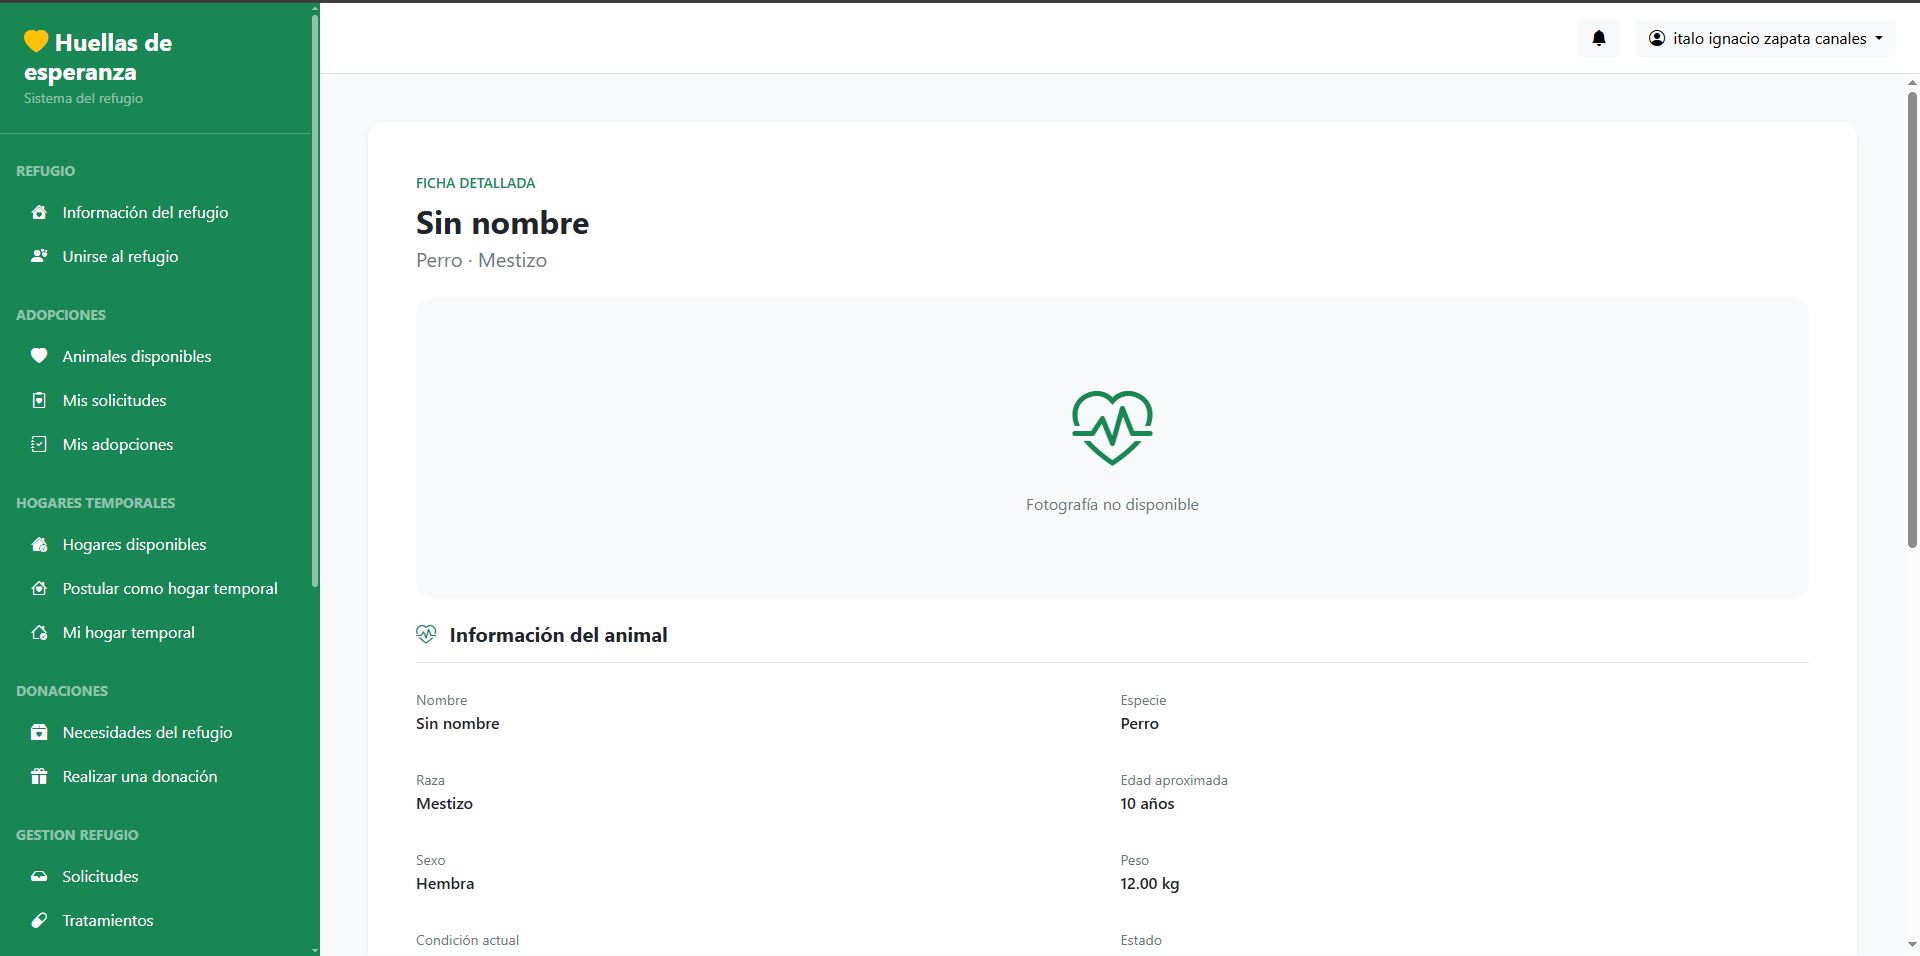 Huellas de
esperanza
Sistema del refugio
REFUGIO
Información del refugio
Unirse al refugio
ADOPCIONES
Animales disponibles
Mis solicitudes
Mis adopciones
HOGARES TEMPORALES
Hogares disponibles
Postular como hogar temporal
Mi hogar temporal
DONACIONES
Necesidades del refugio
Realizar una donación
GESTION REFUGIO
Solicitudes
Tratamientos
italo ignacio zapata canales
FICHA DETALLADA
Sin nombre
Perro · Mestizo
Fotografía no disponible
Información del animal
Nombre
Sin nombre
Especie
Perro
Raza
Mestizo
Edad aproximada
10 años
Sexo
Hembra
Peso
12.00 kg
Condición actual
Estado